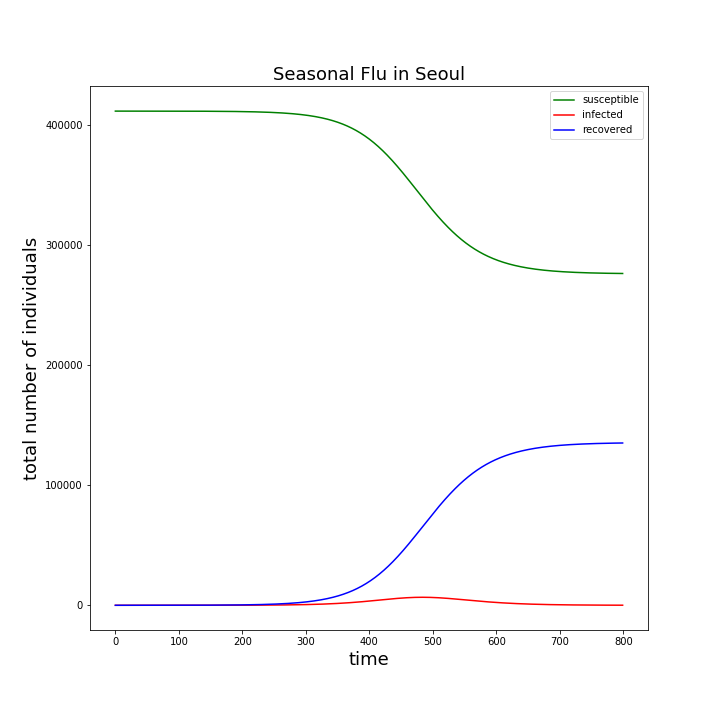 Seasonal Flu in Seoul
susceptible
infected
recovered
400000
300000
200000
100000
0
total number of individuals
0 100 200 300 400 500 600 700 800
time